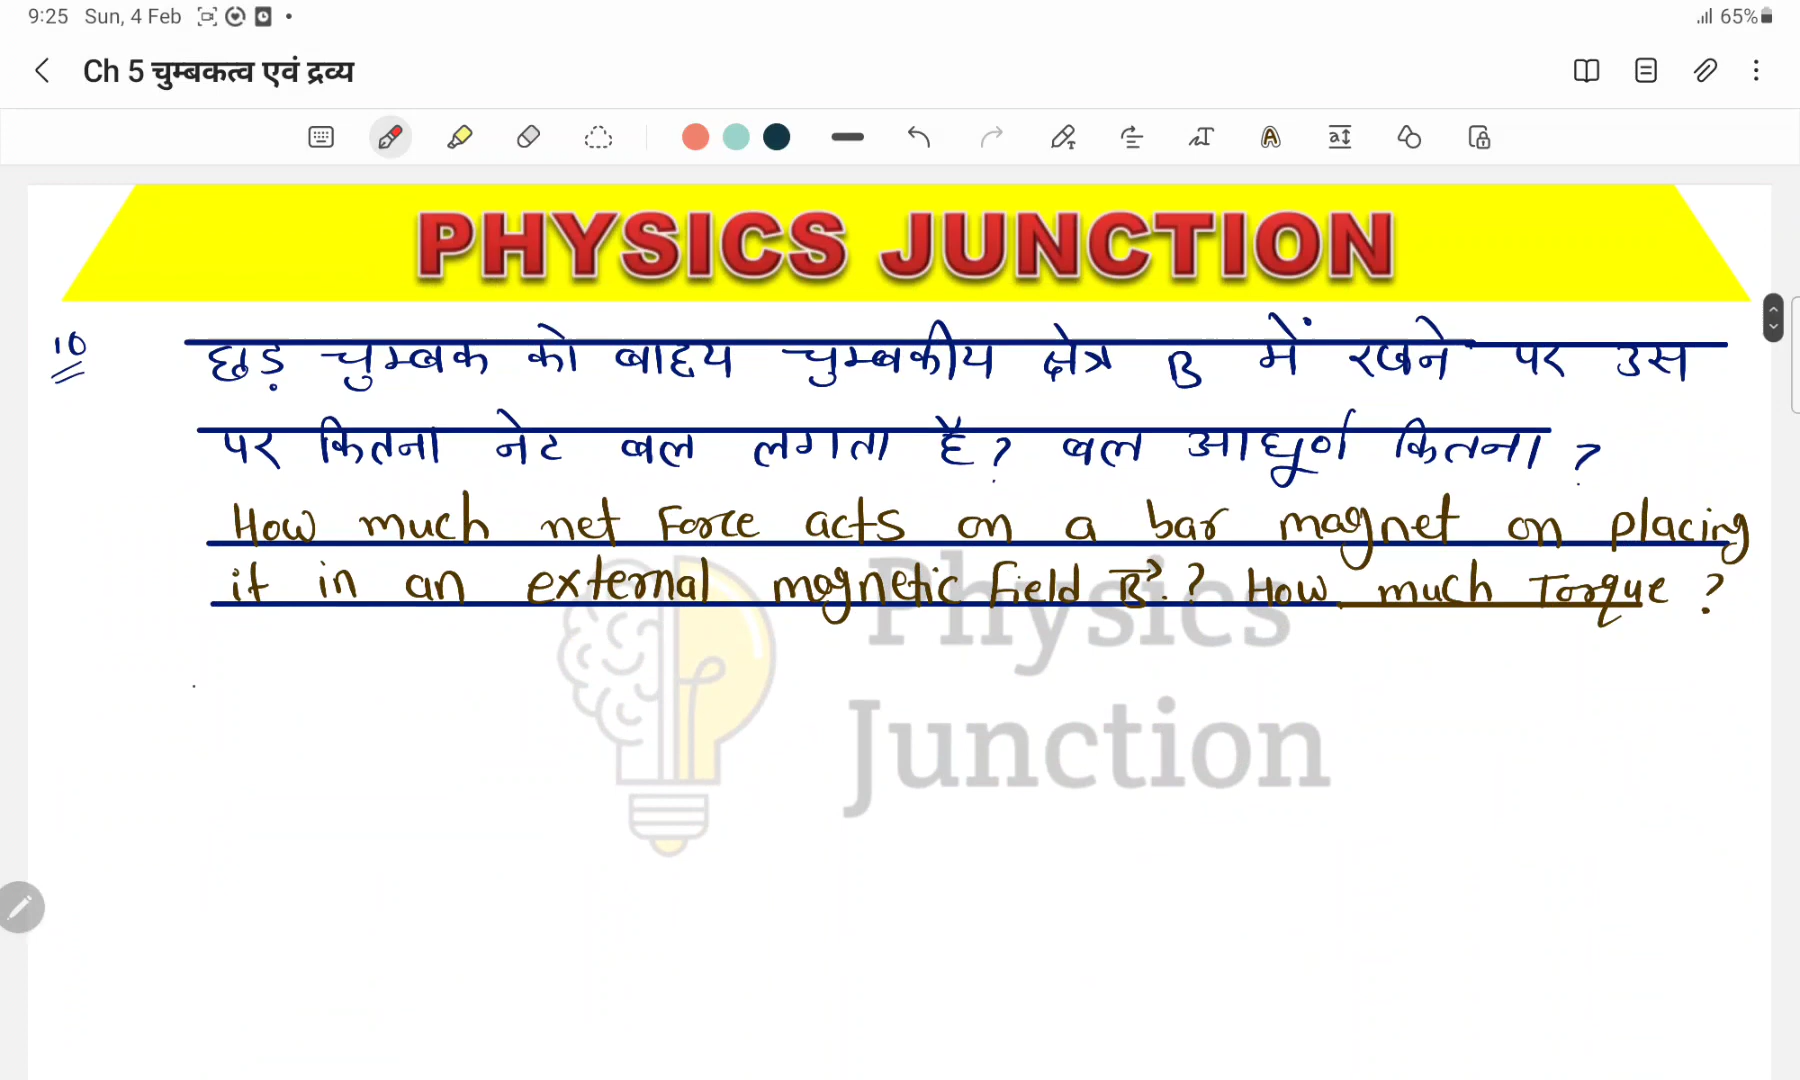 9:25 Sun, 4 Feb
65%
Ch 5 चुम्बकत्व एवं द्रव्य
PHYSICS JUNCTION
10 छड़ चुम्बक को बाह्य चुम्बकीय क्षेत्र B में रखने पर उस
पर कितना नेट बल लगता है? बल आघूर्ण कितना ?
How much net Force acts on a bar magnet on placing
it in an external magnetic field B⃗ ? How much Torque ?
Physics
Junction